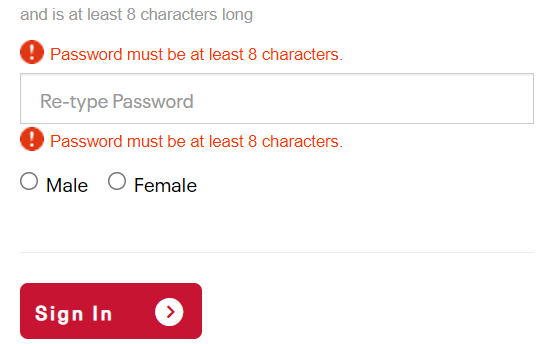 and is at least 8 characters long
Password must be at least 8 characters.
Re-type Password
Password must be at least 8 characters.
Male Female
Sign In